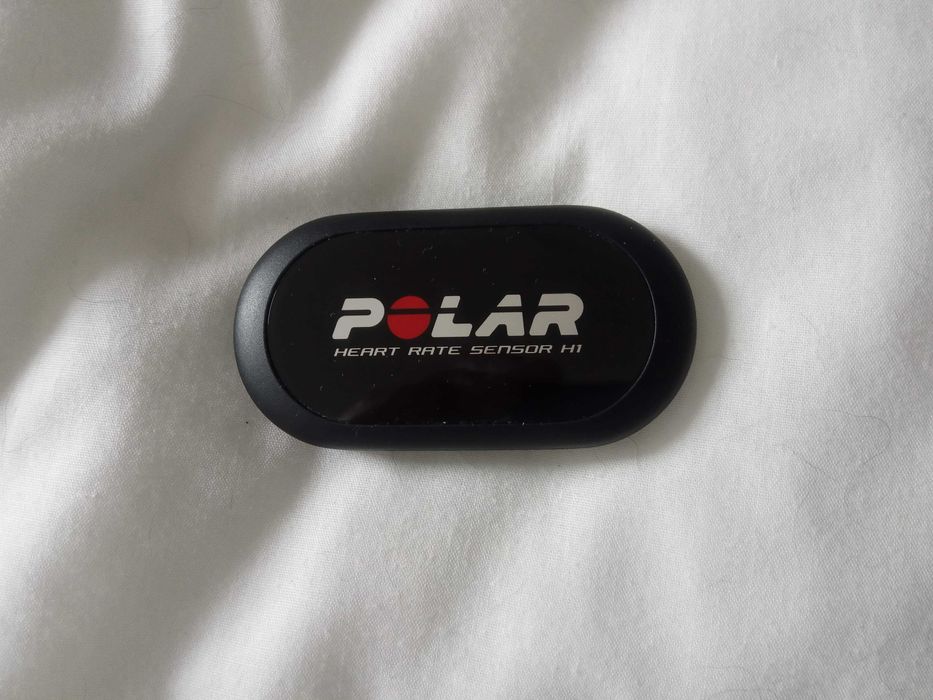 POLAR
HEART RATE SENSOR H1